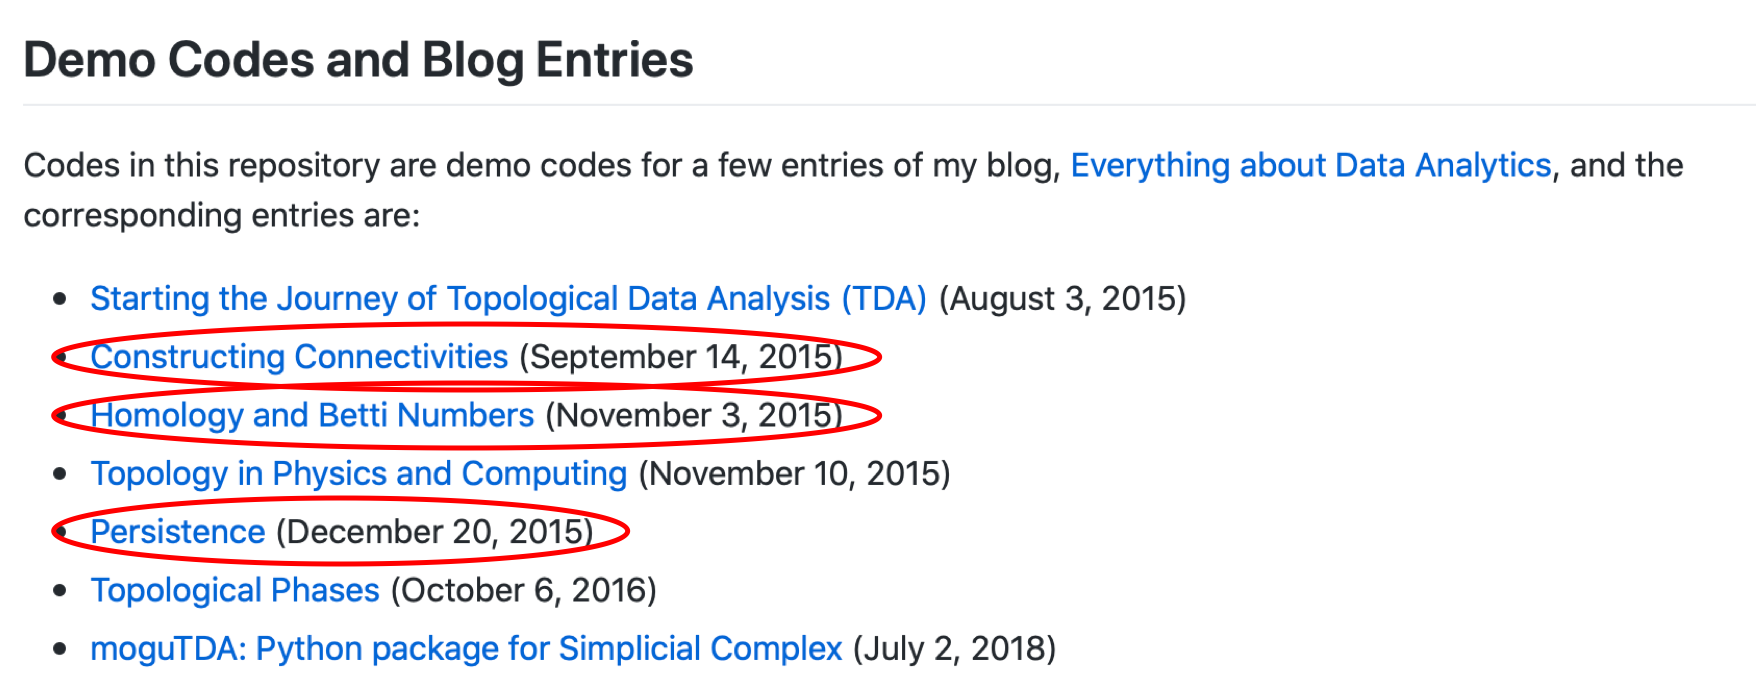 Demo Codes and Blog Entries
Codes in this repository are demo codes for a few entries of my blog, Everything about Data Analytics, and the
corresponding entries are:
Starting the Journey of Topological Data Analysis (TDA) (August 3, 2015)
Constructing Connectivities (September 14, 2015)
Homology and Betti Numbers (November 3, 2015)
Topology in Physics and Computing (November 10, 2015)
Persistence (December 20, 2015)
Topological Phases (October 6, 2016)
moguTDA: Python package for Simplicial Complex (July 2, 2018)